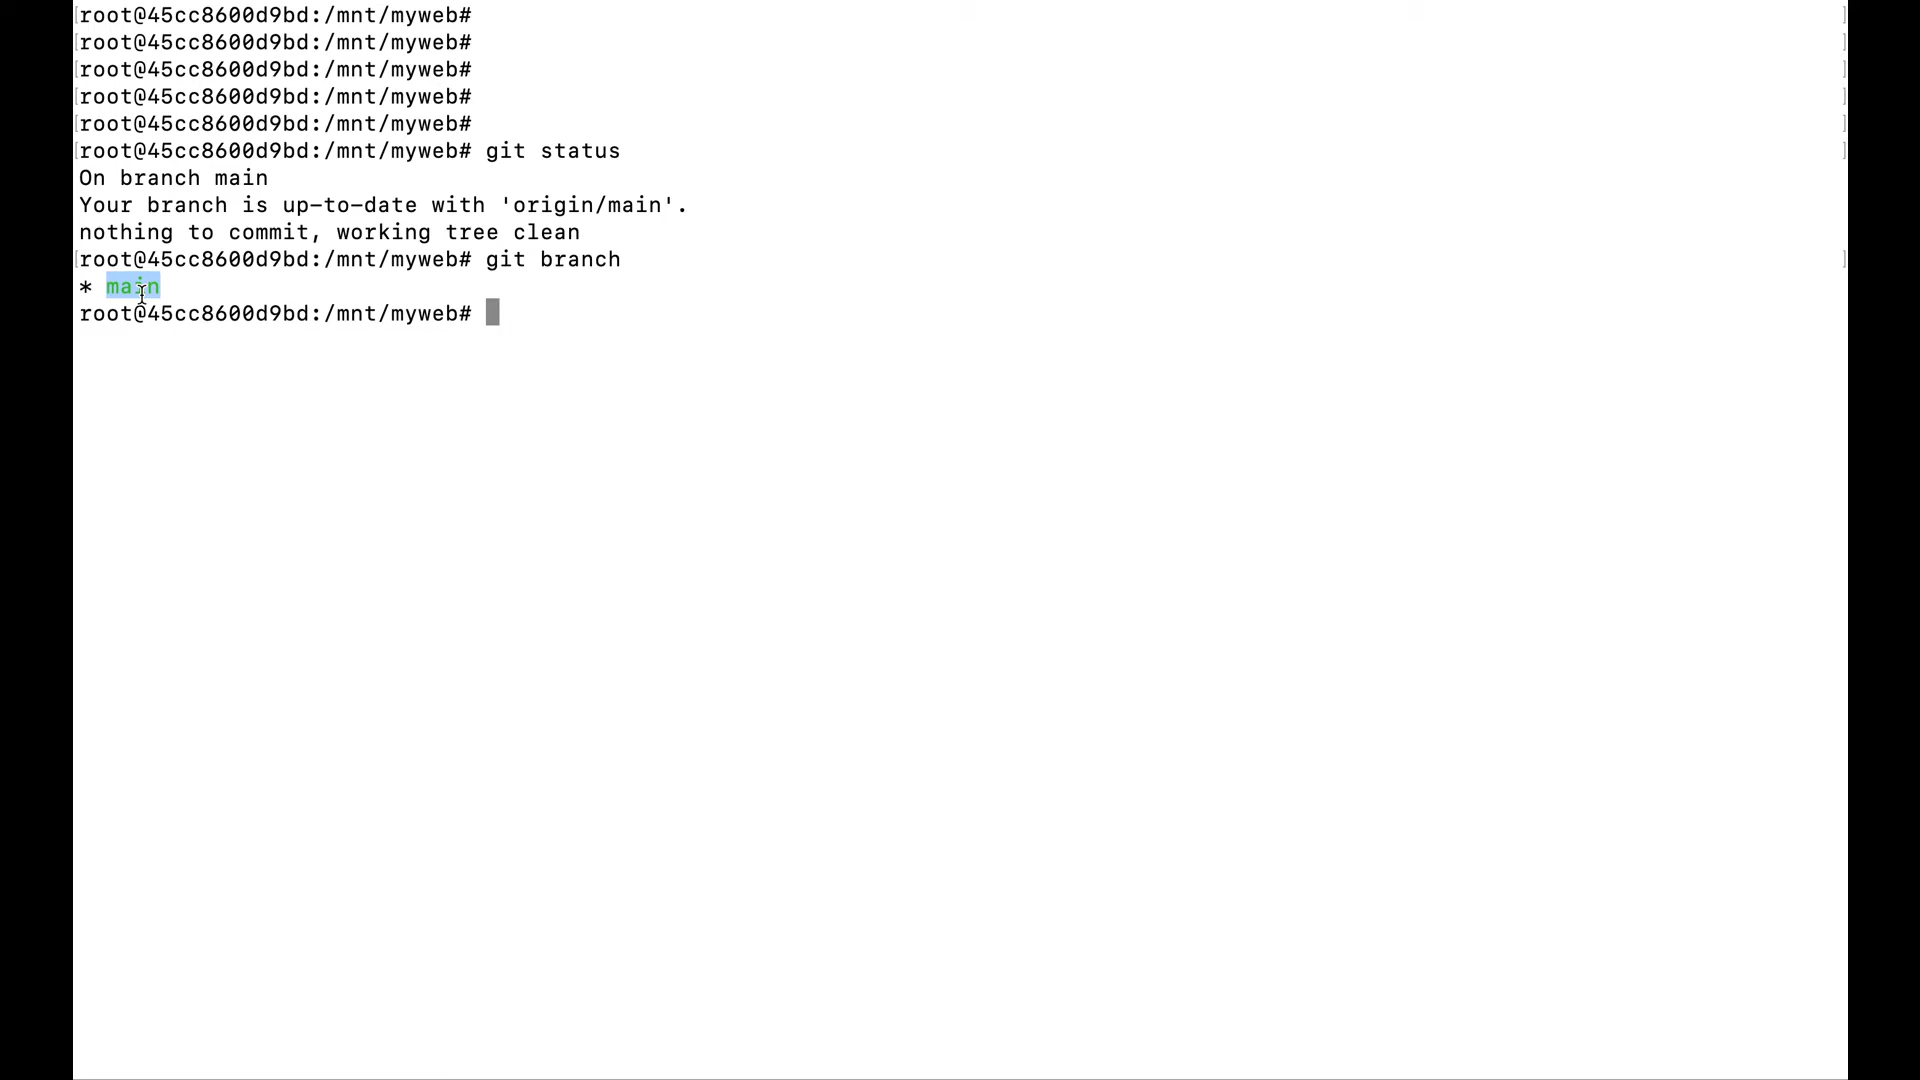 [root@45cc8600d9bd:/mnt/myweb# ]
[root@45cc8600d9bd:/mnt/myweb# ]
[root@45cc8600d9bd:/mnt/myweb# ]
[root@45cc8600d9bd:/mnt/myweb# ]
[root@45cc8600d9bd:/mnt/myweb# ]
[root@45cc8600d9bd:/mnt/myweb# git status ]
On branch main
Your branch is up-to-date with 'origin/main'.
nothing to commit, working tree clean
[root@45cc8600d9bd:/mnt/myweb# git branch ]
* main
root@45cc8600d9bd:/mnt/myweb#